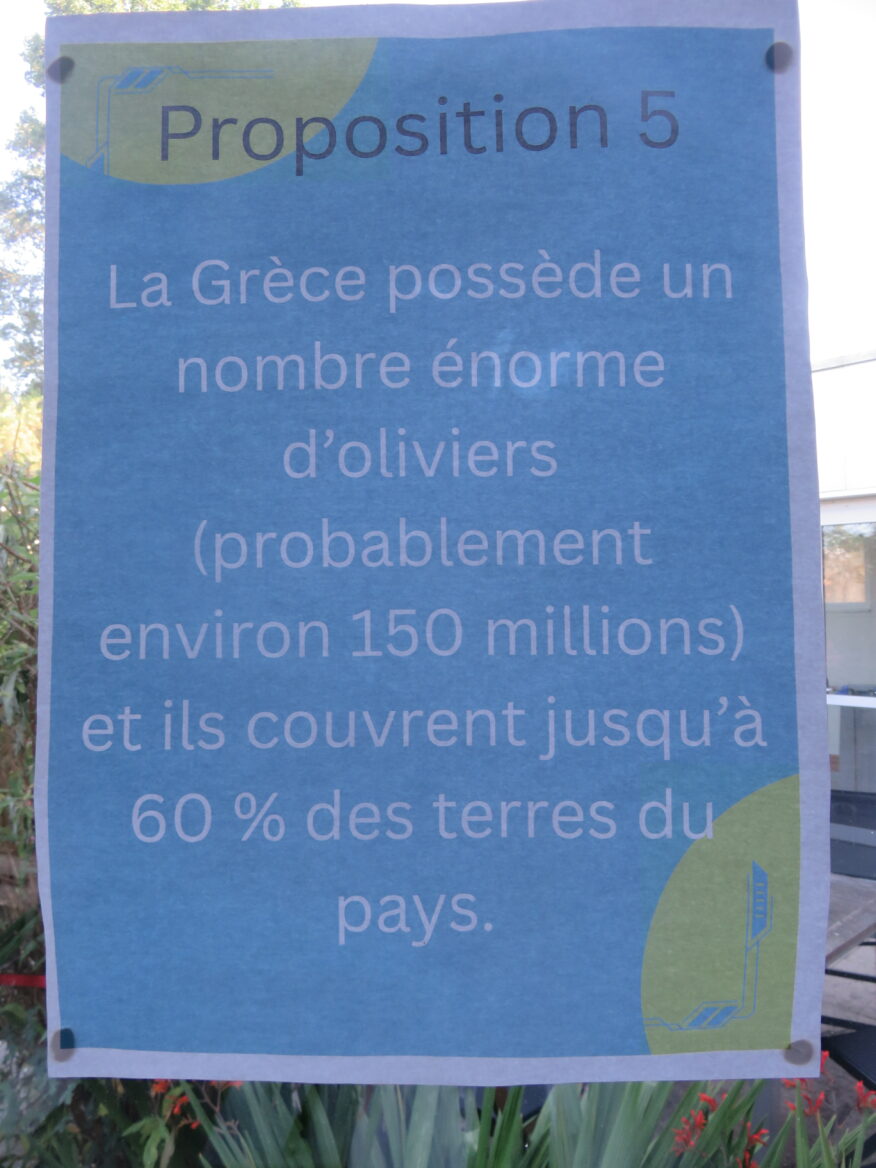 Proposition 5
La Grèce possède un
nombre énorme
d’oliviers
(probablement
environ 150 millions)
et ils couvrent jusqu’à
60 % des terres du
pays.